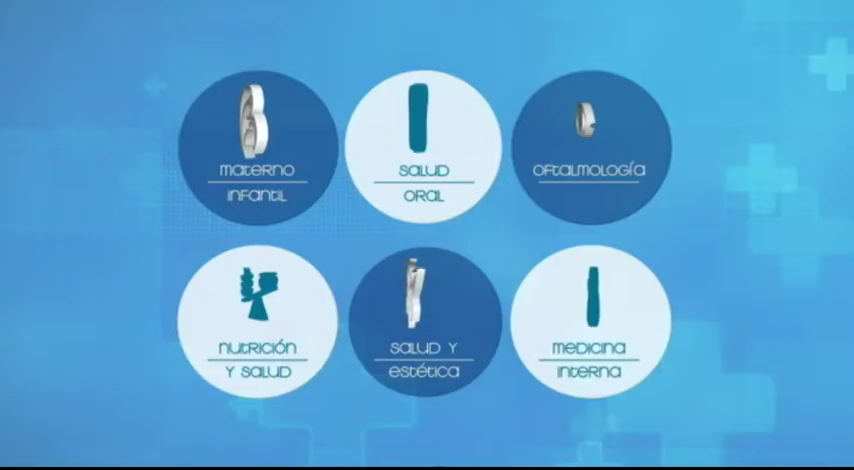 materno
infantil
salud
oral
oftalmología
nutrición
y salud
salud y
estética
medicina
interna